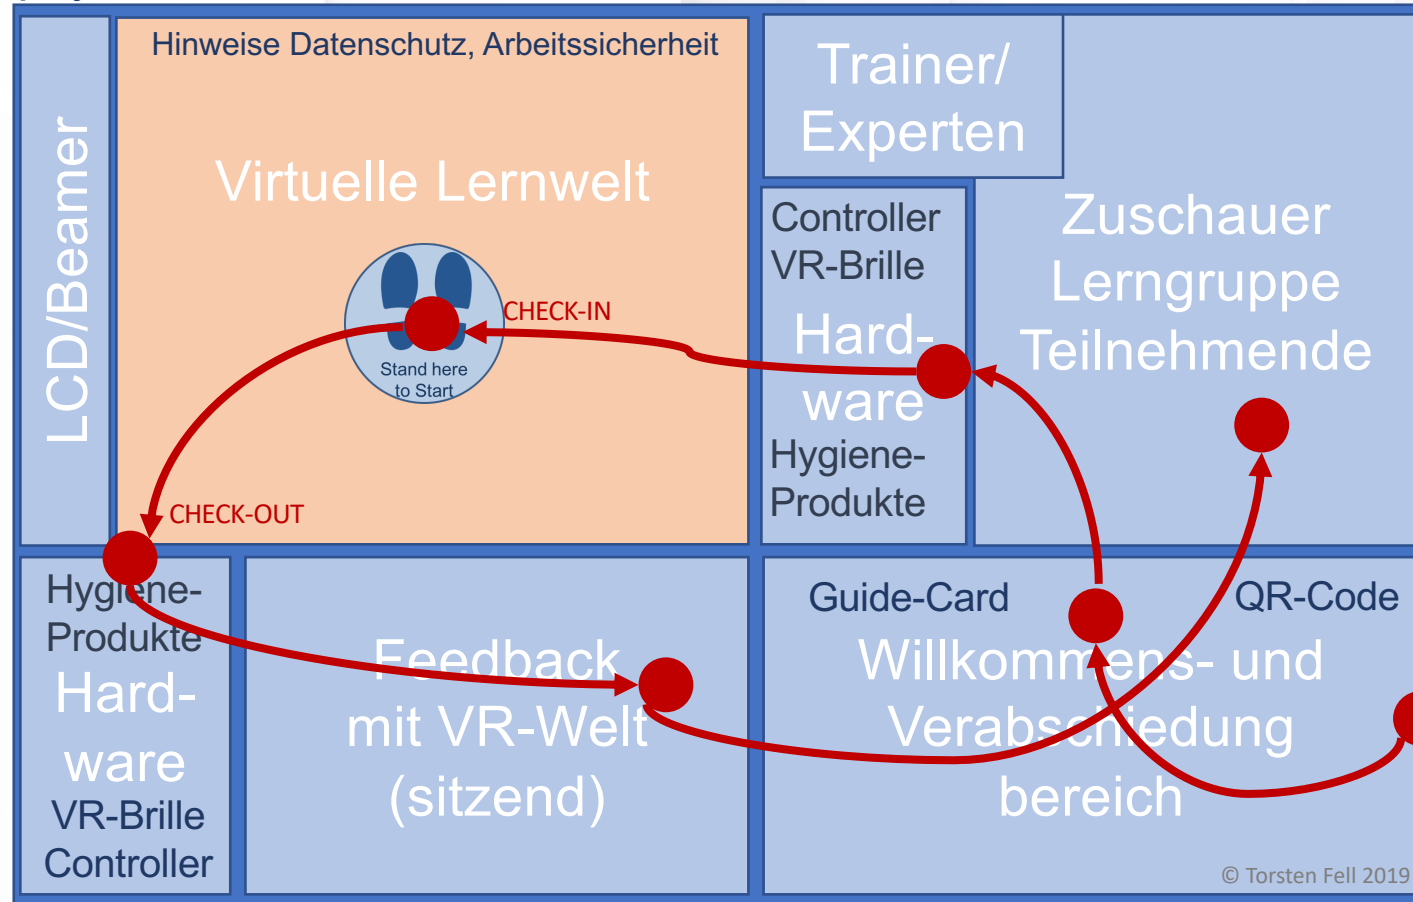 Hinweise Datenschutz, Arbeitssicherheit
LCD/Beamer
Virtuelle Lernwelt
Stand here
to Start
CHECK-IN
CHECK-OUT
Trainer/
Experten
Controller
VR-Brille
Hard-
ware
Hygiene-
Produkte
Zuschauer
Lerngruppe
Teilnehmende
Hygiene-
Produkte
Hard-
ware
VR-Brille
Controller
Feedback
mit VR-Welt
(sitzend)
Guide-Card
QR-Code
Willkommens- und
Verabschiedung
bereich
© Torsten Fell 2019